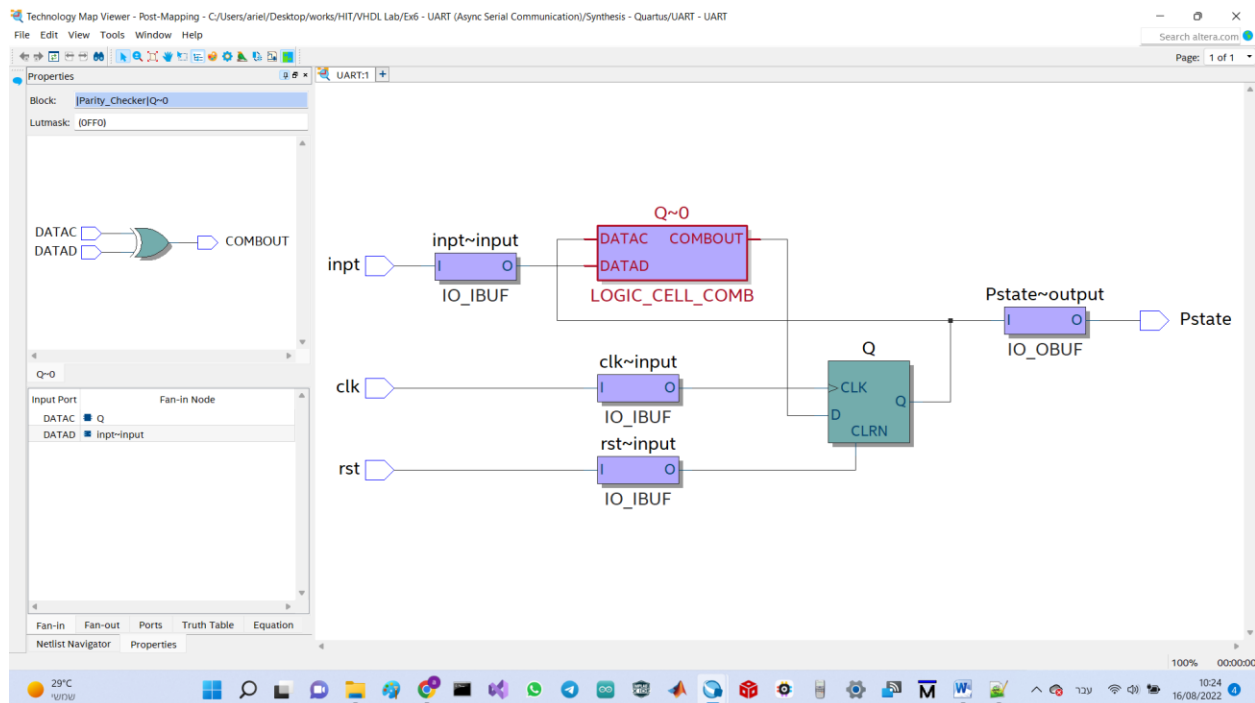 Technology Map Viewer - Post-Mapping - C:/Users/ariel/Desktop/works/HIT/VHDL Lab/Ex6 - UART (Async Serial Communication)/Synthesis - Quartus/UART - UART
File Edit View Tools Window Help
Search altera.com
Page: 1 of 1
Properties
UART:1
Block: |Parity_Checker|Q~0
Lutmask: (0FF0)
DATAC
DATAD
COMBOUT
Q~0
Input Port Fan-in Node
DATAC Q
DATAD inpt~input
Fan-in Fan-out Ports Truth Table Equation
Netlist Navigator Properties
Q~0
DATAC COMBOUT
DATAD
LOGIC_CELL_COMB
inpt~input
inpt
I O
IO_IBUF
Pstate~output
I O
Pstate
IO_OBUF
clk~input
clk
I O
IO_IBUF
Q
CLK
Q
D
CLRN
rst~input
rst
I O
IO_IBUF
100% 00:00:00
29°C
שמשי
עבר
10:24
16/08/2022
4